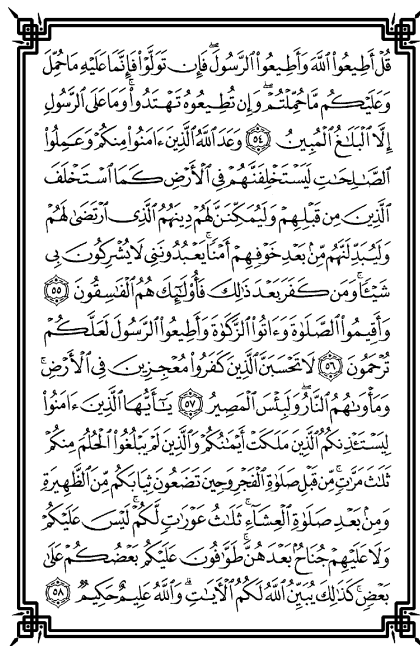 قُلْ أَطِيعُوا۟ ٱللَّهَ وَأَطِيعُوا۟ ٱلرَّسُولَ ۖ فَإِن تَوَلَّوْا۟ فَإِنَّمَا عَلَيْهِ مَا حُمِّلَ
وَعَلَيْكُم مَّا حُمِّلْتُمْ ۖ وَإِن تُطِيعُوهُ تَهْتَدُوا۟ ۚ وَمَا عَلَى ٱلرَّسُولِ
إِلَّا ٱلْبَلَـٰغُ ٱلْمُبِينُ ٥٤ وَعَدَ ٱللَّهُ ٱلَّذِينَ ءَامَنُوا۟ مِنكُمْ وَعَمِلُوا۟
ٱلصَّـٰلِحَـٰتِ لَيَسْتَخْلِفَنَّهُمْ فِى ٱلْأَرْضِ كَمَا ٱسْتَخْلَفَ
ٱلَّذِينَ مِن قَبْلِهِمْ وَلَيُمَكِّنَنَّ لَهُمْ دِينَهُمُ ٱلَّذِى ٱرْتَضَىٰ لَهُمْ
وَلَيُبَدِّلَنَّهُم مِّنۢ بَعْدِ خَوْفِهِمْ أَمْنًا ۚ يَعْبُدُونَنِى لَا يُشْرِكُونَ بِى
شَيْـًٔا ۚ وَمَن كَفَرَ بَعْدَ ذَٰلِكَ فَأُو۟لَـٰٓئِكَ هُمُ ٱلْفَـٰسِقُونَ ٥٥
وَأَقِيمُوا۟ ٱلصَّلَوٰةَ وَءَاتُوا۟ ٱلزَّكَوٰةَ وَأَطِيعُوا۟ ٱلرَّسُولَ لَعَلَّكُمْ
تُرْحَمُونَ ٥٦ لَا تَحْسَبَنَّ ٱلَّذِينَ كَفَرُوا۟ مُعْجِزِينَ فِى ٱلْأَرْضِ ۚ
وَمَأْوَىٰهُمُ ٱلنَّارُ ۖ وَلَبِئْسَ ٱلْمَصِيرُ ٥٧ يَـٰٓأَيُّهَا ٱلَّذِينَ ءَامَنُوا۟
لِيَسْتَـْٔذِنكُمُ ٱلَّذِينَ مَلَكَتْ أَيْمَـٰنُكُمْ وَٱلَّذِينَ لَمْ يَبْلُغُوا۟ ٱلْحُلُمَ مِنكُمْ
ثَلَـٰثَ مَرَّٰتٍ ۚ مِّن قَبْلِ صَلَوٰةِ ٱلْفَجْرِ وَحِينَ تَضَعُونَ ثِيَابَكُم مِّنَ ٱلظَّهِيرَةِ
وَمِنۢ بَعْدِ صَلَوٰةِ ٱلْعِشَآءِ ۚ ثَلَـٰثُ عَوْرَٰتٍ لَّكُمْ ۚ لَيْسَ عَلَيْكُمْ
وَلَا عَلَيْهِمْ جُنَاحٌۢ بَعْدَهُنَّ ۚ طَوَّٰفُونَ عَلَيْكُم بَعْضُكُمْ عَلَىٰ
بَعْضٍ ۚ كَذَٰلِكَ يُبَيِّنُ ٱللَّهُ لَكُمُ ٱلْـَٔايَـٰتِ ۗ وَٱللَّهُ عَلِيمٌ حَكِيمٌ ٥٨